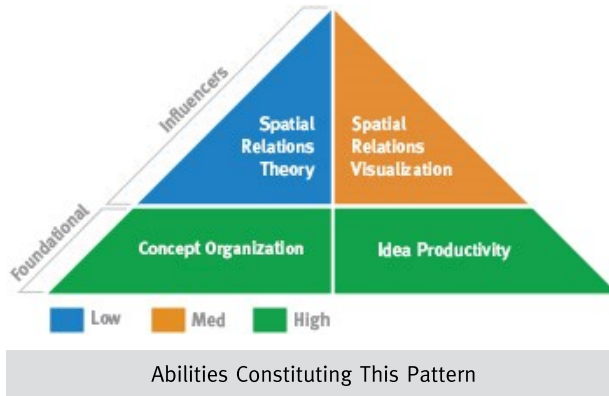 Influencers
Spatial
Relations
Theory
Spatial
Relations
Visualization
Foundational
Concept Organization
Idea Productivity
Low
Med
High
Abilities Constituting This Pattern